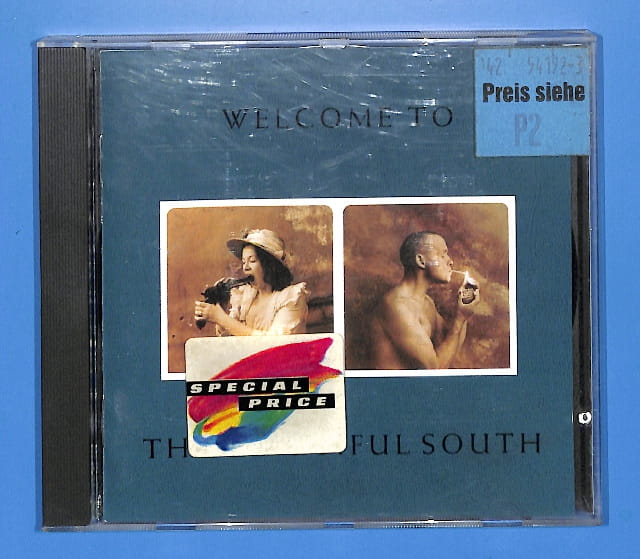 WELCOME TO
Preis siehe
P2
SPECIAL
PRICE
TH FUL SOUTH